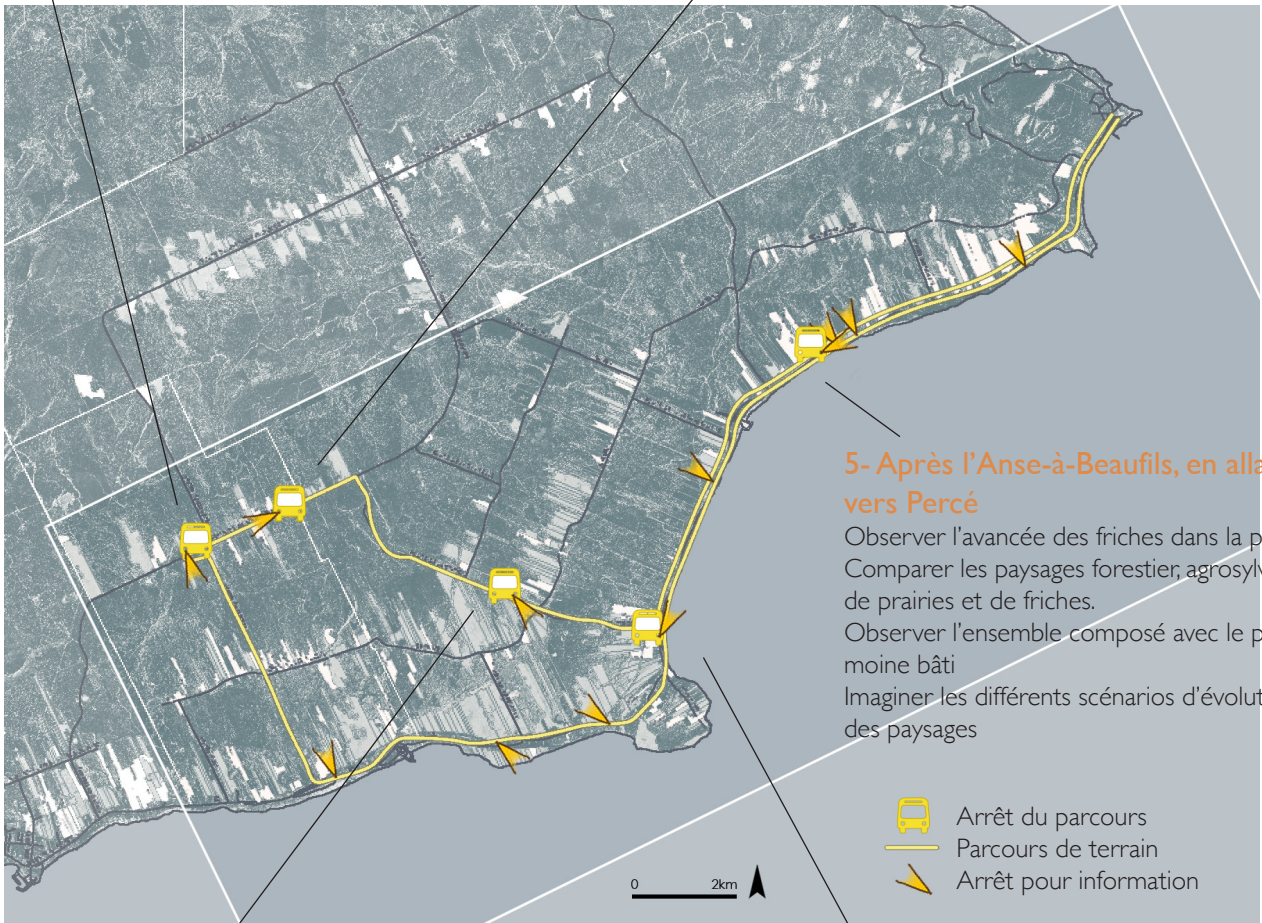 5- Après l'Anse-à-Beaufils, en alla
vers Percé
Observer l'avancée des friches dans la p
Comparer les paysages forestier, agrosylv
de prairies et de friches.
Observer l'ensemble composé avec le p
moine bâti
Imaginer les différents scénarios d'évolut
des paysages
Arrêt du parcours
Parcours de terrain
Arrêt pour information
0 2km